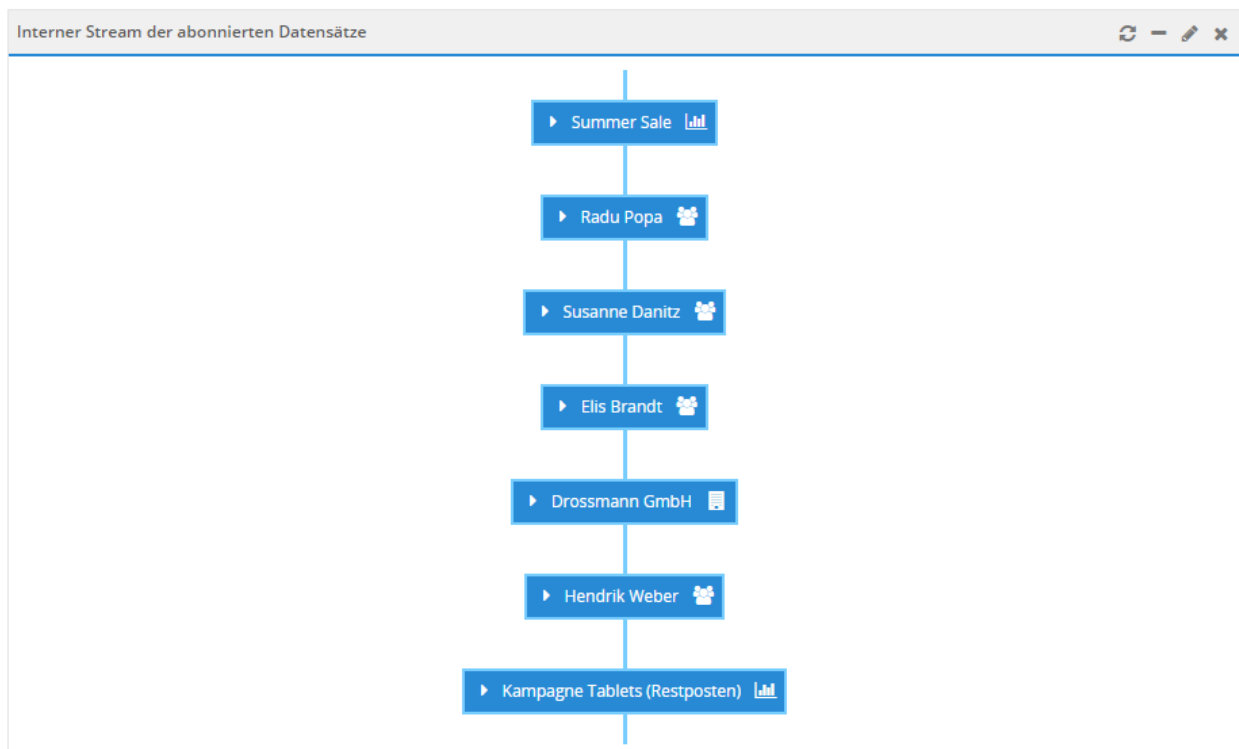 Interner Stream der abonnierten Datensätze
Summer Sale
Radu Popa
Susanne Danitz
Elis Brandt
Drossmann GmbH
Hendrik Weber
Kampagne Tablets (Restposten)